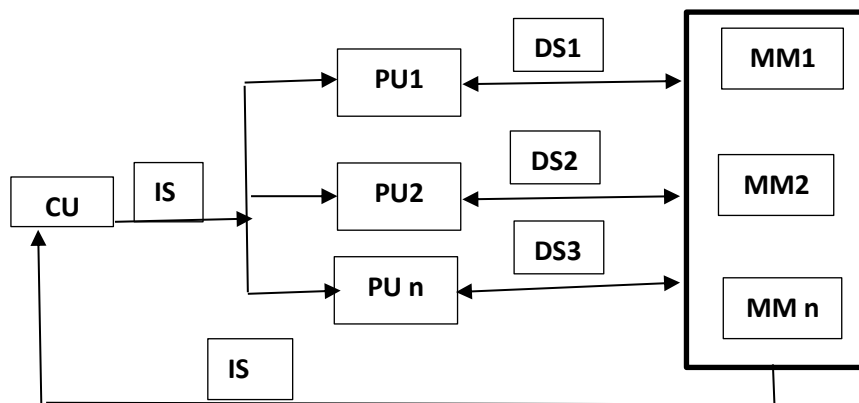 DS1
PU1
MM1
DS2
IS
CU
PU2
MM2
DS3
PU n
MM n
IS